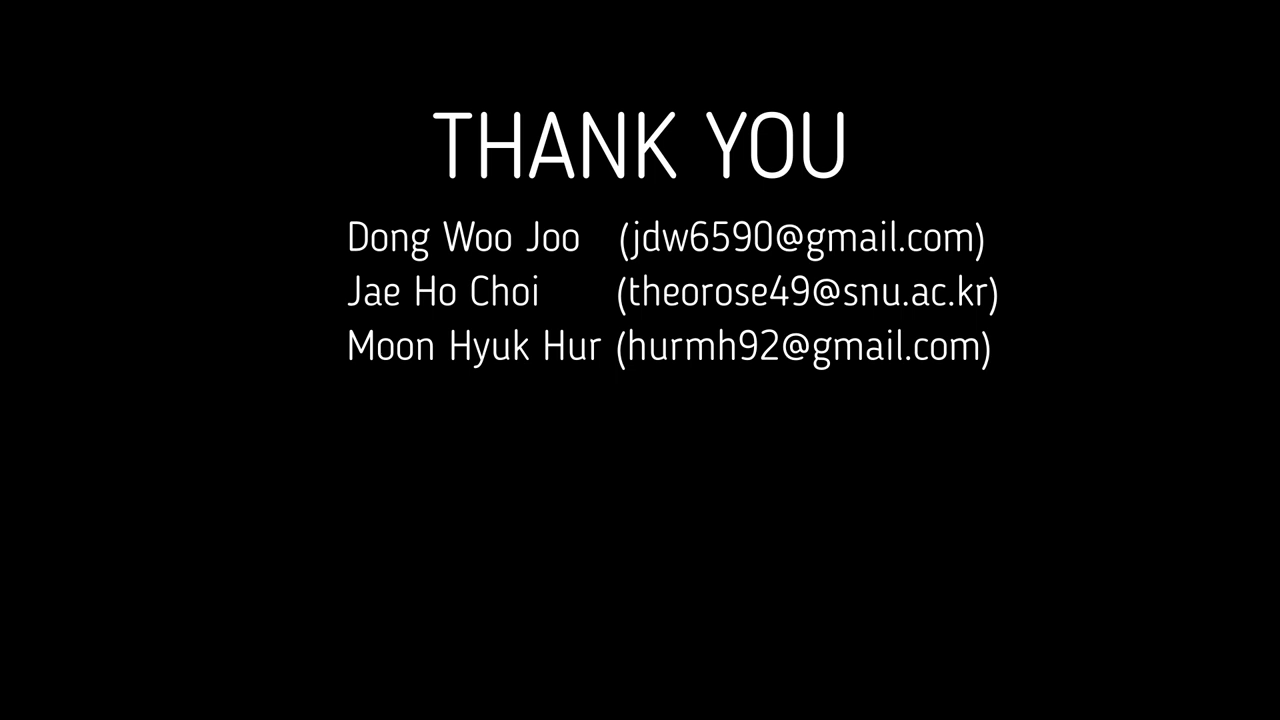 THANK YOU
Dong Woo Joo (jdw6590@gmail.com)
Jae Ho Choi (theorose49@snu.ac.kr)
Moon Hyuk Hur (hurmh92@gmail.com)